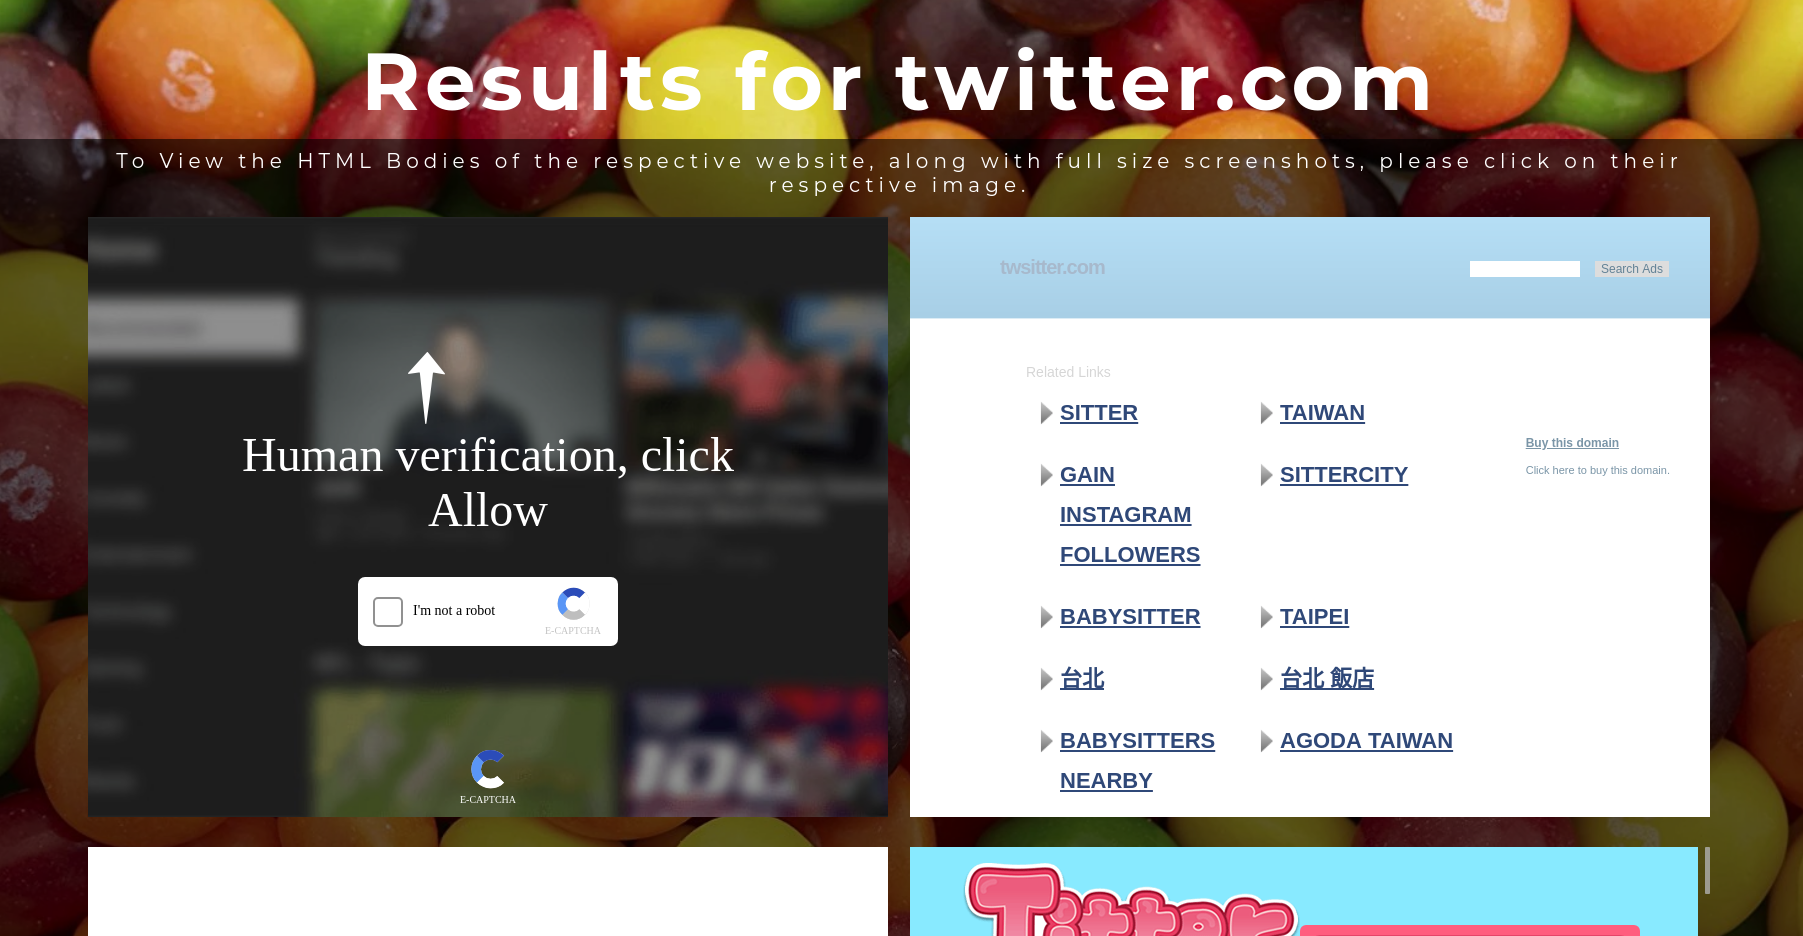 Results for twitter.com
To View the HTML Bodies of the respective website, along with full size screenshots, please click on their
respective image.
Human verification, click
Allow
I'm not a robot
E-CAPTCHA
E-CAPTCHA
twsitter.com
Search Ads
Related Links
SITTER
TAIWAN
Buy this domain
Click here to buy this domain.
GAIN
INSTAGRAM
FOLLOWERS
SITTERCITY
BABYSITTER
TAIPEI
台北
台北 飯店
BABYSITTERS
NEARBY
AGODA TAIWAN
Titter